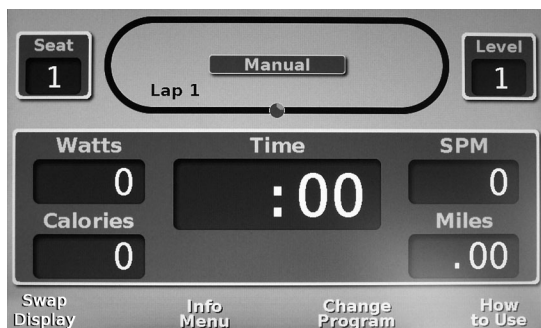 Seat
1
Manual
Lap 1
Level
1
Watts
0
Time
:00
SPM
0
Calories
0
Miles
.00
Swap
Display
Info
Menu
Change
Program
How
to Use